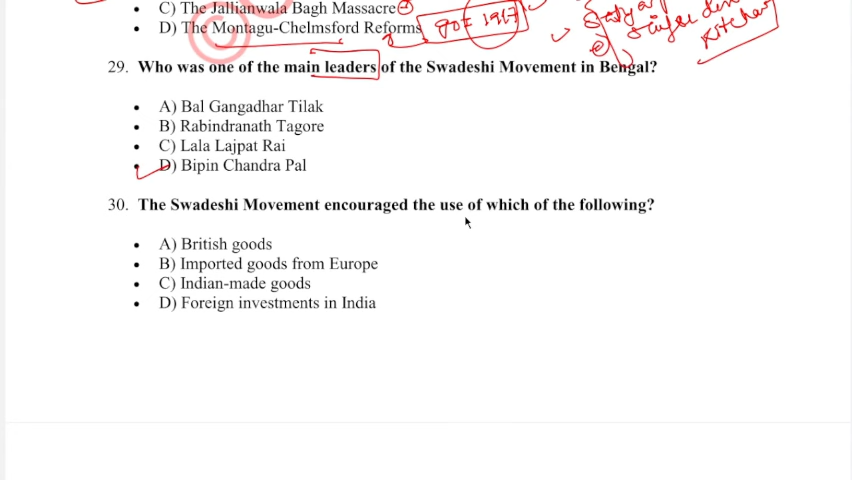 C) The Jallianwala Bagh Massacre
D) The Montagu-Chelmsford Reforms
29. Who was one of the main leaders of the Swadeshi Movement in Bengal?
A) Bal Gangadhar Tilak
B) Rabindranath Tagore
C) Lala Lajpat Rai
D) Bipin Chandra Pal
30. The Swadeshi Movement encouraged the use of which of the following?
A) British goods
B) Imported goods from Europe
C) Indian-made goods
D) Foreign investments in India